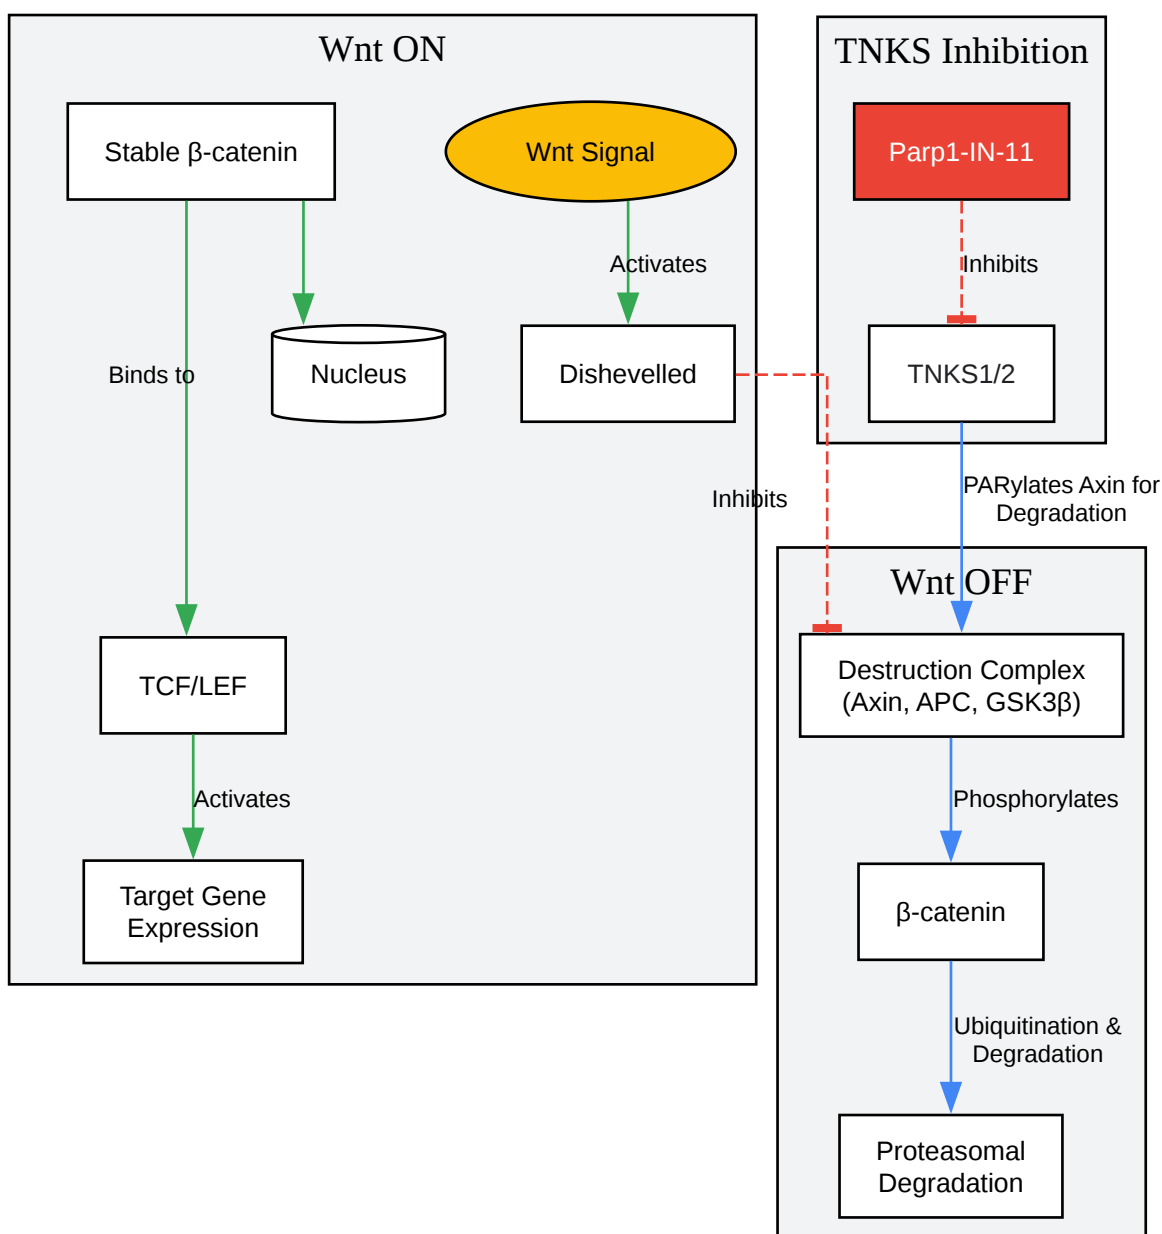 Wnt ON
Stable β-catenin
Wnt Signal
Activates
Binds to
Nucleus
Dishevelled
Inhibits
TCF/LEF
Activates
Target Gene
Expression
TNKS Inhibition
Parp1-IN-11
Inhibits
TNKS1/2
PARylates Axin for
Degradation
Wnt OFF
Destruction Complex
(Axin, APC, GSK3β)
Phosphorylates
β-catenin
Ubiquitination &
Degradation
Proteasomal
Degradation